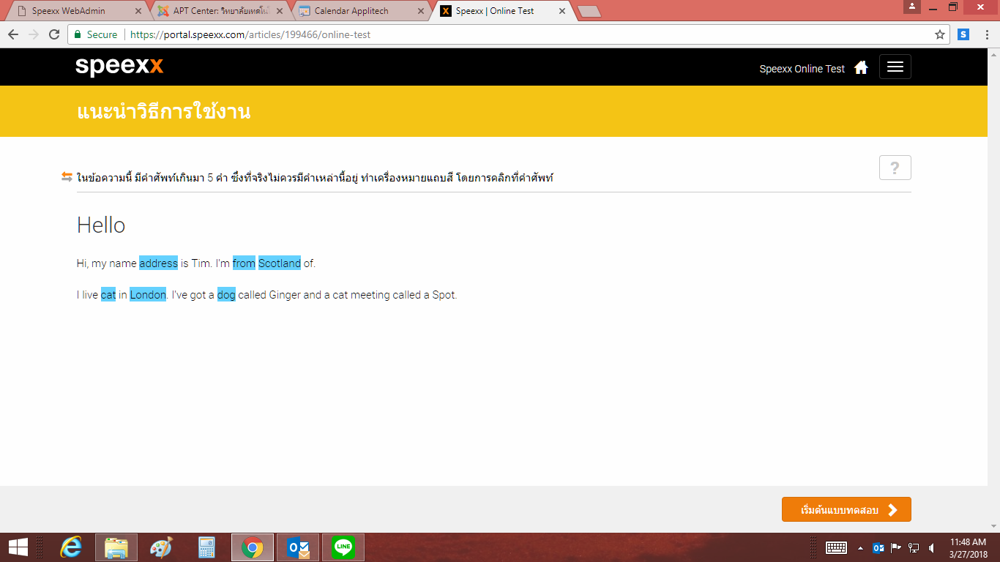 Speexx WebAdmin
APT Center: วิทยาลัยเทคโนโ
Calendar Applitech
Speexx | Online Test
Secure
https://portal.speexx.com/articles/199466/online-test
speexx
Speexx Online Test
แนะนำวิธีการใช้งาน
?
ในข้อความนี้ มีคำศัพท์เกินมา 5 คำ ซึ่งที่จริงไม่ควรมีคำเหล่านี้อยู่ ทำเครื่องหมายแถบสี โดยการคลิกที่คำศัพท์
Hello
Hi, my name address is Tim. I'm from Scotland of.
I live cat in London. I've got a dog called Ginger and a cat meeting called a Spot.
เริ่มต้นแบบทดสอบ
LINE
11:48 AM
3/27/2018